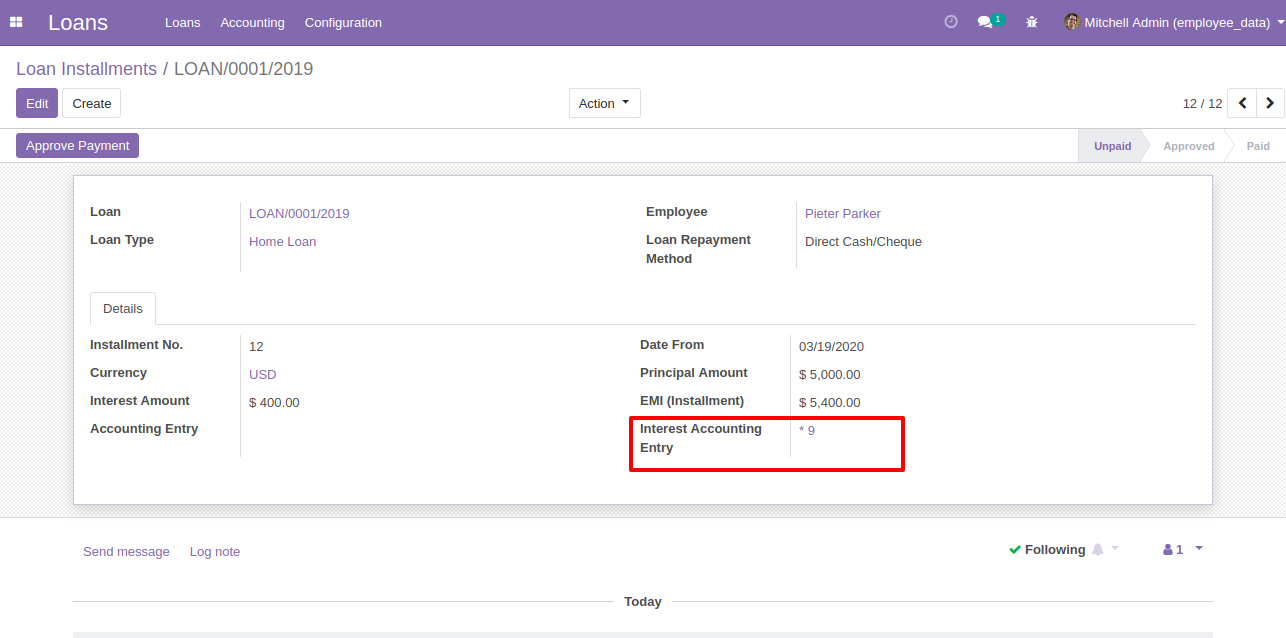 Loans Loans Accounting Configuration 1 Mitchell Admin (employee_data)
Loan Installments / LOAN/0001/2019
Edit Create Action 12 / 12
Approve Payment Unpaid Approved Paid
Loan LOAN/0001/2019 Employee Pieter Parker
Loan Type Home Loan Loan Repayment Direct Cash/Cheque
Method
Details
Installment No. 12 Date From 03/19/2020
Currency USD Principal Amount $ 5,000.00
Interest Amount $ 400.00 EMI (Installment) $ 5,400.00
Accounting Entry Interest Accounting * 9
Entry
Send message Log note Following 1
Today